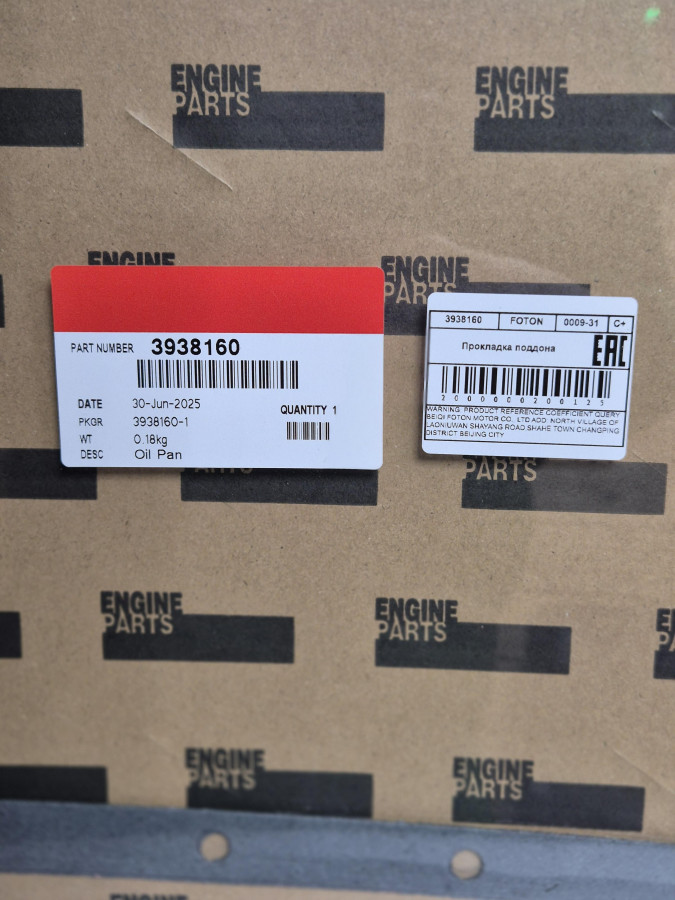 ENGINE
PARTS
ENGINE
PARTS
ENGINE
ENGINE
PARTS
PART NUMBER 3938160
DATE 30-Jun-2025
PKGR 3938160-1
WT 0.18kg
DESC Oil Pan
QUANTITY 1
3938160 FOTON 0009-31 C+
Прокладка поддона
EAC
2000000200125
WARNING: PRODUCT REFERENCE COEFFICIENT QUERY
BEIQI FOTON MOTOR CO., LTD ADD: NORTH VILLAGE OF
LAONIUWAN SHAYANG ROAD SHAHE TOWN CHANGPING
DISTRICT BEIJING CITY
PARTS
ENGINE
PARTS
ENGINE
PARTS
ENGINE
PARTS
ENGINE
PARTS